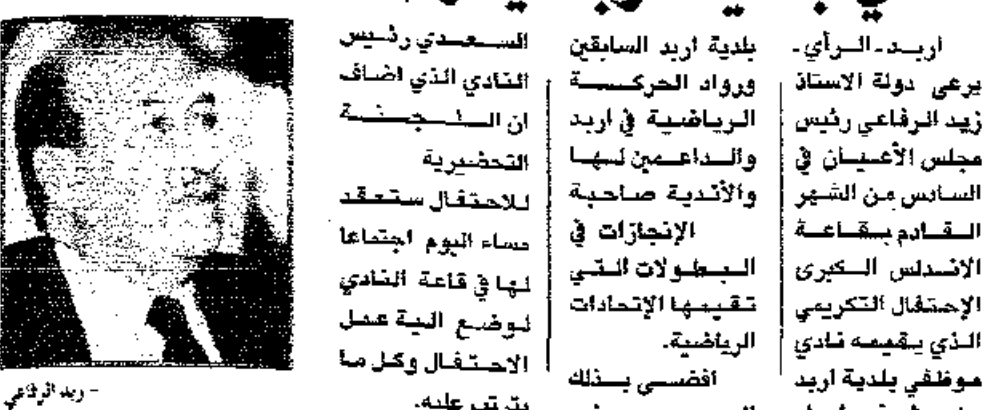 اربد ـ الرأي ـ
يرعى دولة الاستاذ
زيد الرفاعي رئيس
مجلس الأعيان في
السادس من الشهر
القادم بقاعة
الاندلس الكبرى
الإحتفال التكريمي
الذي يقيمه نادي
موظفي بلدية اربد
بلدية اربد السابقين
ورواد الحركة
الرياضية في اربد
والداعمين لها
والأندية صاحبة
الإنجازات في
البطولات التي
تقيمها الإتحادات
الرياضية.
أفضى بذلك
السعدي رئيس
النادي الذي اضاف
ان اللجنة
التحضيرية
للاحتفال ستعقد
مساء اليوم اجتماعا
لها في قاعة النادي
لوضع الية عمل
الاحتفال وكل ما
يترتب عليه.
- زيد الرفاعي